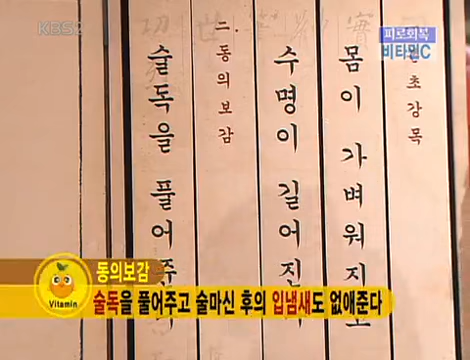 KBS2
피로회복
비타민C
초강목
몸이 가벼워지고
수명이 길어진
二. 동의보감
술독을 풀어주
동의보감
Vitamin
술독을 풀어주고 술마신 후의 입냄새도 없애준다